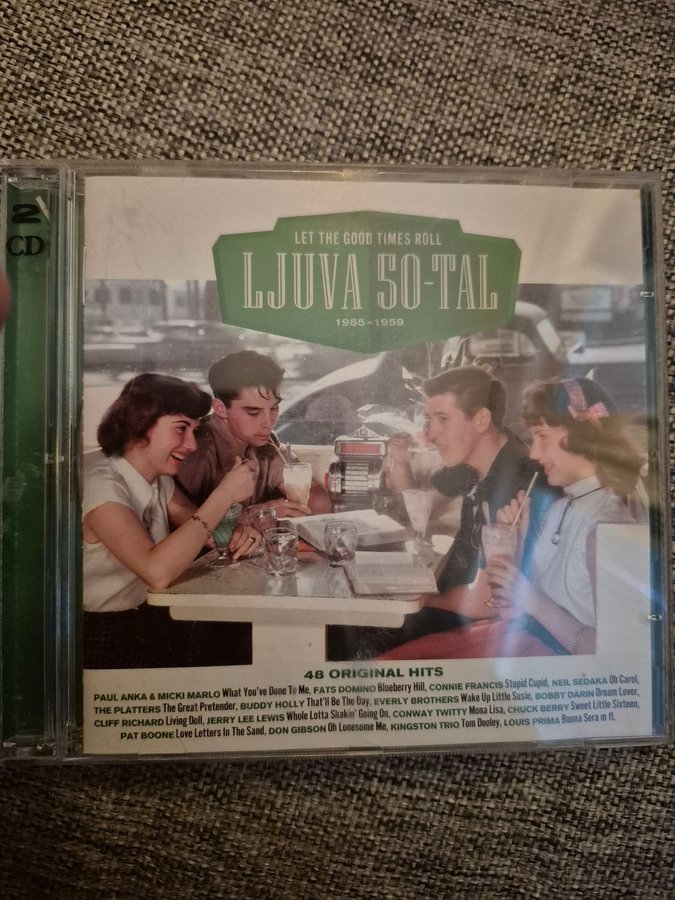 2
CD
LET THE GOOD TIMES ROLL
LJUVA 50-TAL
1955-1959
48 ORIGINAL HITS
PAUL ANKA & MICKI MARLO What You've Done To Me, FATS DOMINO Blueberry Hill, CONNIE FRANCIS Stupid Cupid, NEIL SEDAKA Oh Carol,
THE PLATTERS The Great Pretender, BUDDY HOLLY That'll Be The Day, EVERLY BROTHERS Wake Up Little Susie, BOBBY DARIN Dream Lover,
CLIFF RICHARD Living Doll, JERRY LEE LEWIS Whole Lotta Shakin' Going On, CONWAY TWITTY Mona Lisa, CHUCK BERRY Sweet Little Sixteen,
PAT BOONE Love Letters In The Sand, DON GIBSON Oh Lonesome Me, KINGSTON TRIO Tom Dooley, LOUIS PRIMA Buona Sera m fl.